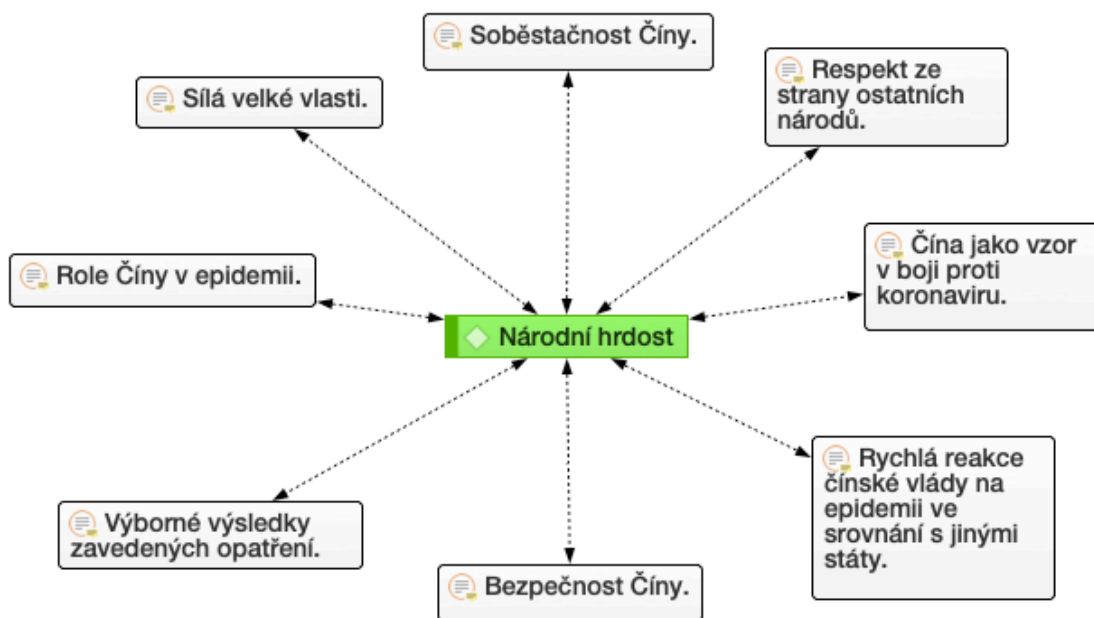 Soběstačnost Číny.
Sílá velké vlasti.
Respekt ze
strany ostatních
národů.
Role Číny v epidemii.
Čína jako vzor
v boji proti
koronaviru.
Národní hrdost
Rychlá reakce
čínské vlády na
epidemii ve
srovnání s jinými
státy.
Výborné výsledky
zavedených opatření.
Bezpečnost Číny.